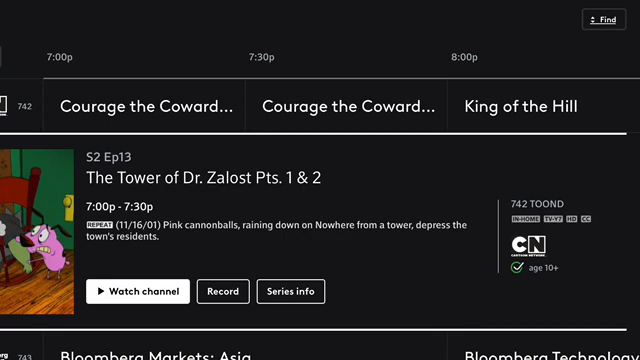 Find
7:00p 7:30p 8:00p
742 Courage the Coward... Courage the Coward... King of the Hill
S2 Ep13
The Tower of Dr. Zalost Pts. 1 & 2
7:00p - 7:30p
REPEAT (11/16/01) Pink cannonballs, raining down on Nowhere from a tower, depress the
town's residents.
Watch channel Record Series info
742 TOOND
IN-HOME TV-Y7 HD CC
CN
CARTOON NETWORK
age 10+
743 Bloomberg Markets: Asia Bloomberg Technology